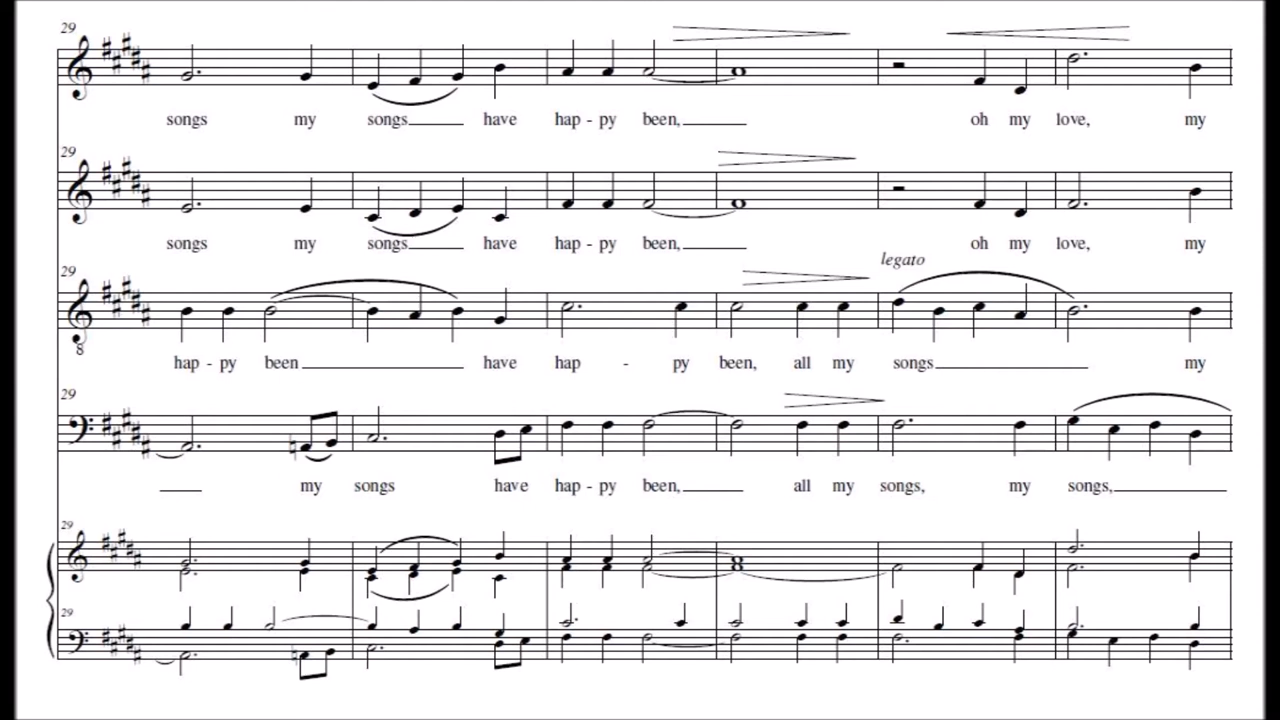 29
songs my songs have hap - py been, oh my love, my
29
songs my songs have hap - py been, oh my love, my
29
legato
8
hap - py been have hap - py been, all my songs my
29
my songs have hap - py been, all my songs, my songs,
29
29